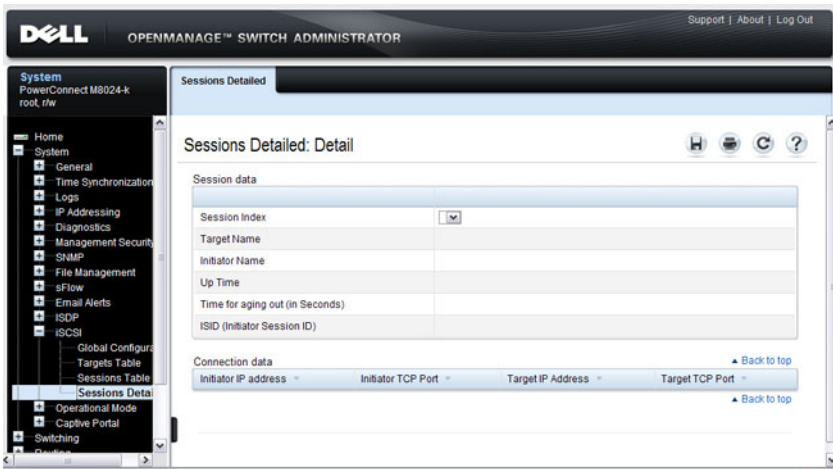 Support | About | Log Out
DELL
OPENMANAGE™ SWITCH ADMINISTRATOR
System
PowerConnect M8024-k
root, r/w
Home
System
General
Time Synchronization
Logs
IP Addressing
Diagnostics
Management Security
SNMP
File Management
sFlow
Email Alerts
ISDP
iSCSI
Global Configura
Targets Table
Sessions Table
Sessions Detai
Operational Mode
Captive Portal
Switching
Routing
Sessions Detailed
Sessions Detailed: Detail
Session data
Session Index
Target Name
Initiator Name
Up Time
Time for aging out (in Seconds)
ISID (Initiator Session ID)
Connection data
Back to top
Initiator IP address
Initiator TCP Port
Target IP Address
Target TCP Port
Back to top